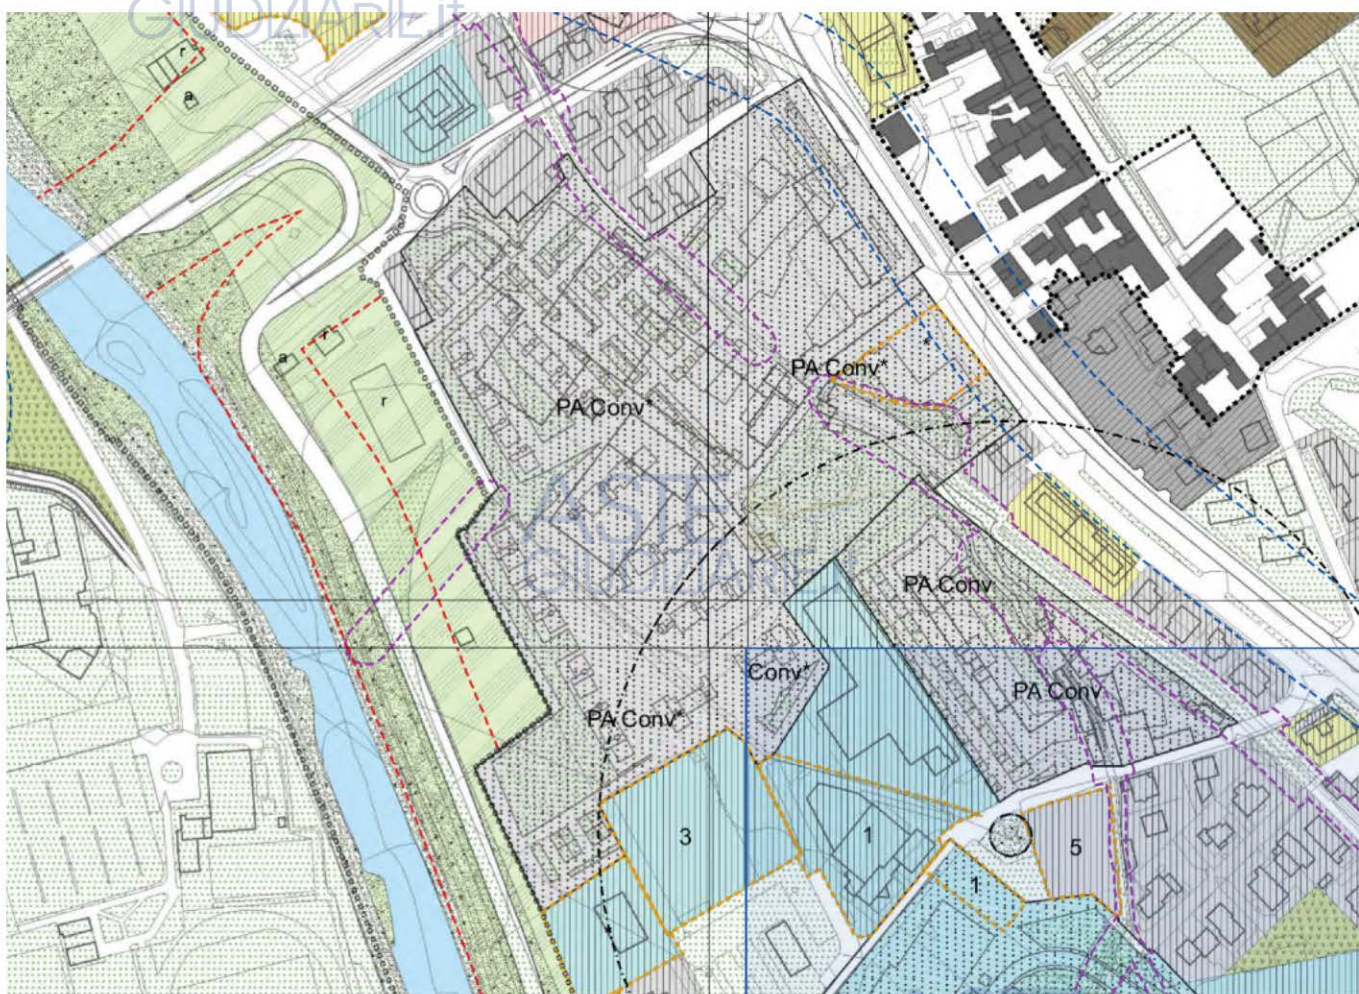 GIUDIZIARIE.it
r
a
r
a
r
PA Conv*
PA Conv*
*
ASTE
GIUDIZIARIE
PA Conv
Conv*
PA Conv
PA Conv*
3
1
5
1
*